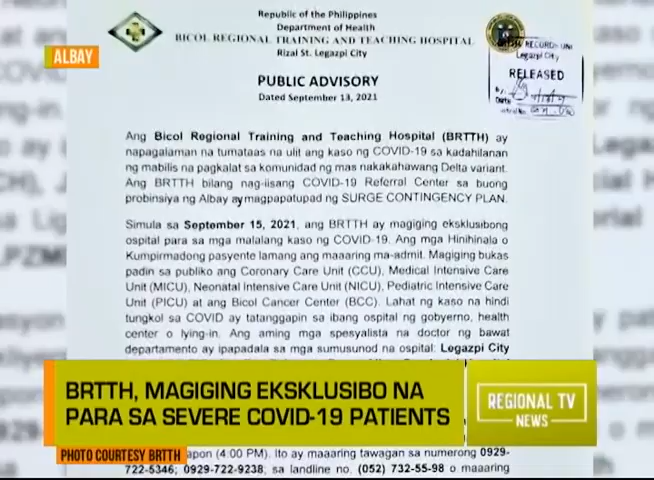 Republic of the Philippines
Department of Health
BICOL REGIONAL TRAINING AND TEACHING HOSPITAL
Rizal St. Legazpi City
ALBAY
Legazpi City
RELEASED
PUBLIC ADVISORY
Dated September 13, 2021
Ang Bicol Regional Training and Teaching Hospital (BRTTH) ay
napagalaman na tumataas na ulit ang kaso ng COVID-19 sa kadahilanan
ng mabilis na pagkalat sa komunidad ng mas nakakahawang Delta variant.
Ang BRTTH bilang nag-iisang COVID-19 Referral Center sa buong
probinsiya ng Albay aymagpapatupad ng SURGE CONTINGENCY PLAN.
Simula sa September 15, 2021, ang BRTTH ay magiging eksklusibong
ospital para sa mga malalang kaso ng COVID-19. Ang mga Hinihinala o
Kumpirmadong pasyente lamang ang maaaring ma-admit. Magiging bukas
padin sa publiko ang Coronary Care Unit (CCU), Medical Intensive Care
Unit (MICU), Neonatal Intensive Care Unit (NICU), Pediatric Intensive Care
Unit (PICU) at ang Bicol Cancer Center (BCC). Lahat ng kaso na hindi
tungkol sa COVID ay tatanggapin sa ibang ospital ng gobyerno, health
center o lying-in. Ang aming mga spesyalista na doctor ng bawat
departamento ay ipapadala sa mga sumusunod na ospital: Legazpi City
BRTTH, MAGIGING EKSKLUSIBO NA
PARA SA SEVERE COVID-19 PATIENTS
REGIONAL TV
NEWS
PHOTO COURTESY BRTTH
apon (4:00 PM). Ito ay maaring tawagan sa numerong 0929-
722-5346; 0929-722-9238, sa landline no. (052) 732-55-98 o maaring